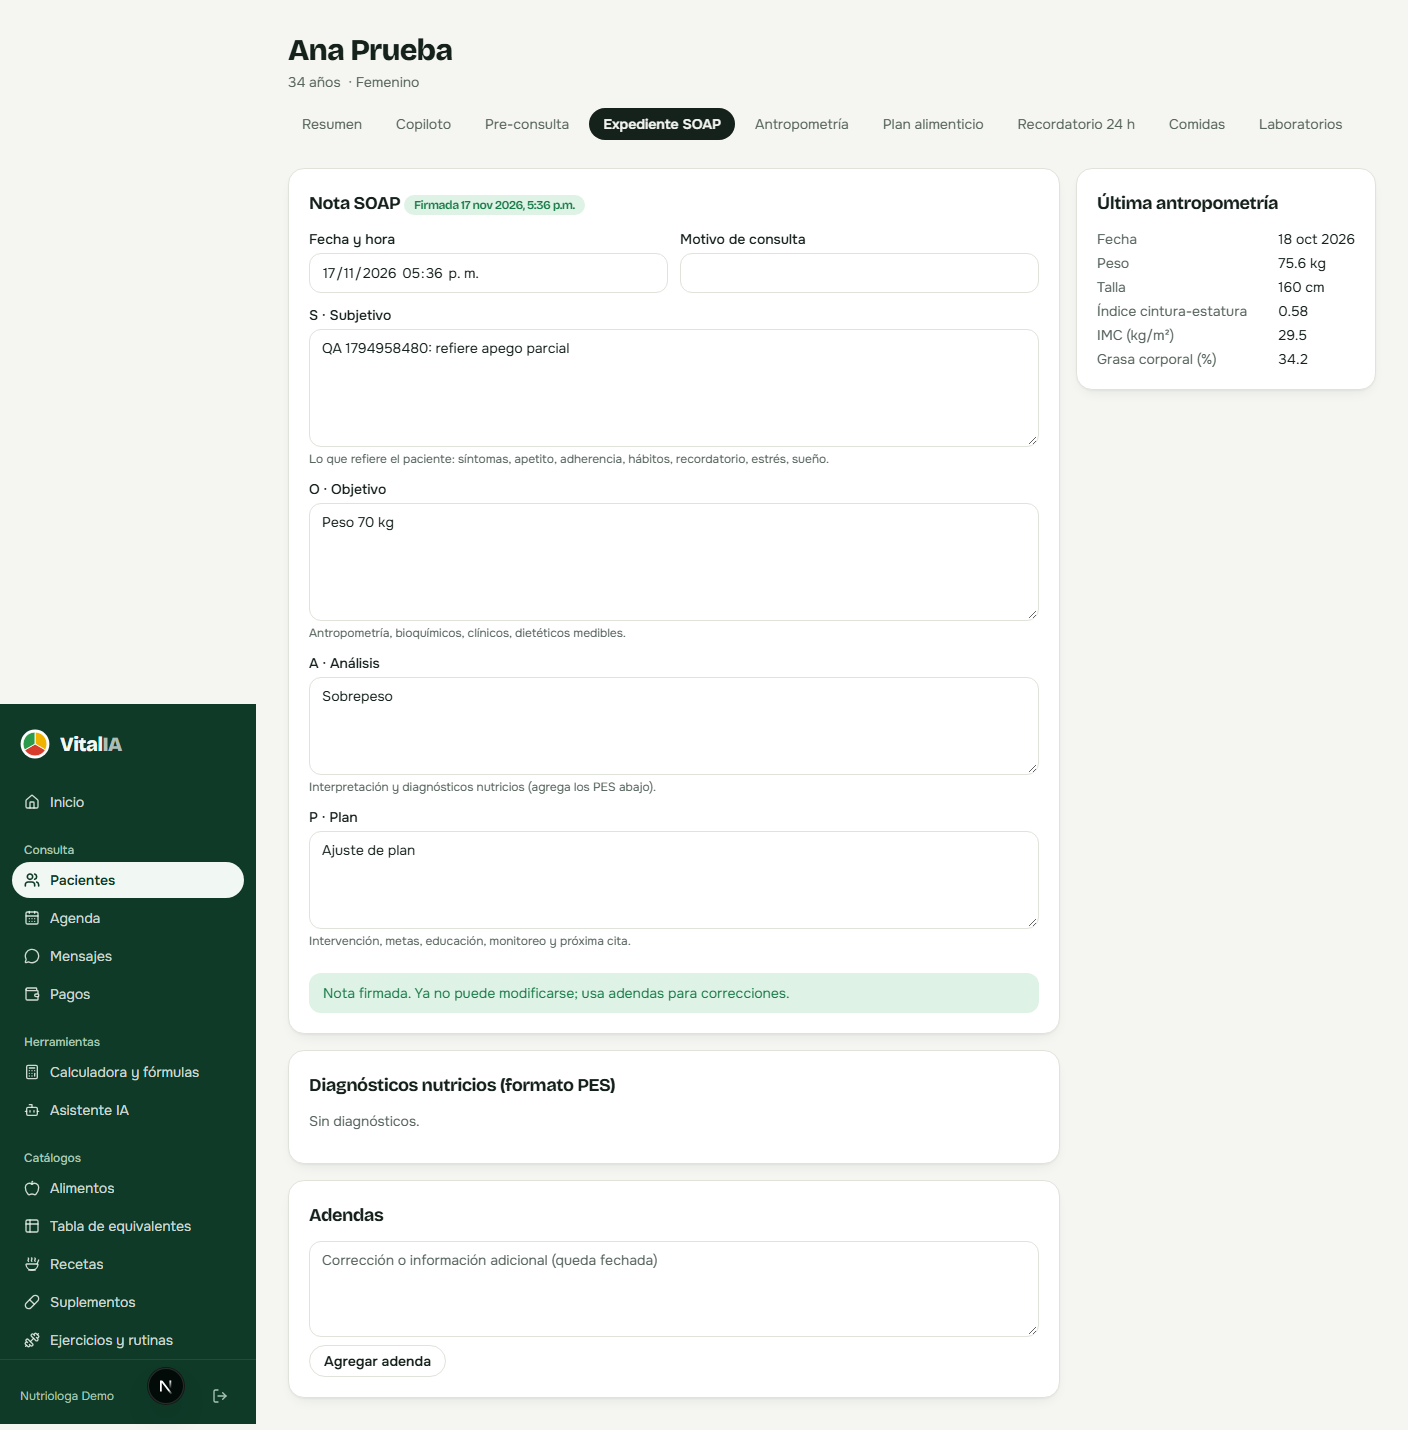 Ana Prueba
34 años · Femenino
Resumen Copiloto Pre-consulta Expediente SOAP Antropometría Plan alimenticio Recordatorio 24 h Comidas Laboratorios
Nota SOAP Firmada 17 nov 2026, 5:36 p.m.
Fecha y hora
17/11/2026 05:36 p. m.
Motivo de consulta
S · Subjetivo
QA 1794958480: refiere apego parcial
Lo que refiere el paciente: síntomas, apetito, adherencia, hábitos, recordatorio, estrés, sueño.
O · Objetivo
Peso 70 kg
Antropometría, bioquímicos, clínicos, dietéticos medibles.
A · Análisis
Sobrepeso
Interpretación y diagnósticos nutricios (agrega los PES abajo).
P · Plan
Ajuste de plan
Intervención, metas, educación, monitoreo y próxima cita.
Nota firmada. Ya no puede modificarse; usa adendas para correcciones.
Diagnósticos nutricios (formato PES)
Sin diagnósticos.
Adendas
Corrección o información adicional (queda fechada)
Agregar adenda
Última antropometría
Fecha 18 oct 2026
Peso 75.6 kg
Talla 160 cm
Índice cintura-estatura 0.58
IMC (kg/m²) 29.5
Grasa corporal (%) 34.2
VitalIA
Inicio
Consulta
Pacientes
Agenda
Mensajes
Pagos
Herramientas
Calculadora y fórmulas
Asistente IA
Catálogos
Alimentos
Tabla de equivalentes
Recetas
Suplementos
Ejercicios y rutinas
Nutriologa Demo
N